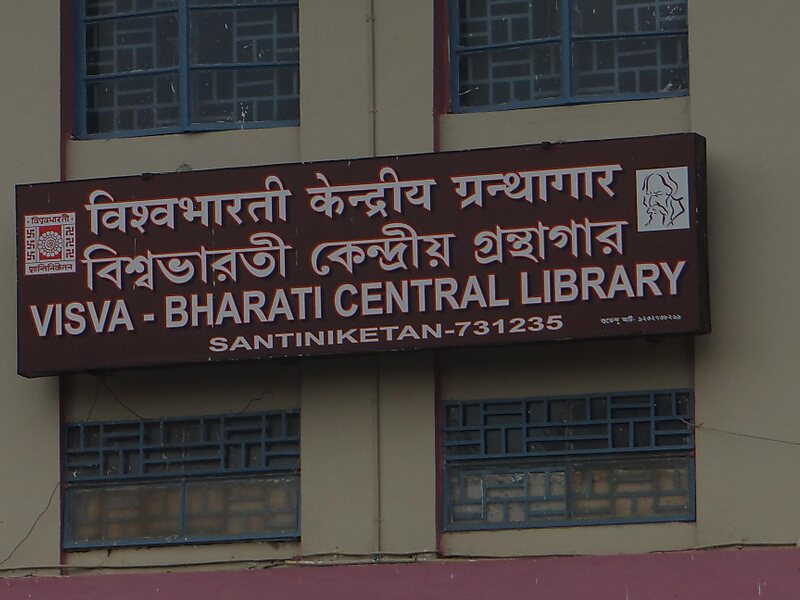 विश्वभारती केन्द्रीय ग्रन्थागार
বিশ্বভারতী কেন্দ্রীয় গ্রন্থাগার
VISVA - BHARATI CENTRAL LIBRARY
SANTINIKETAN-731235